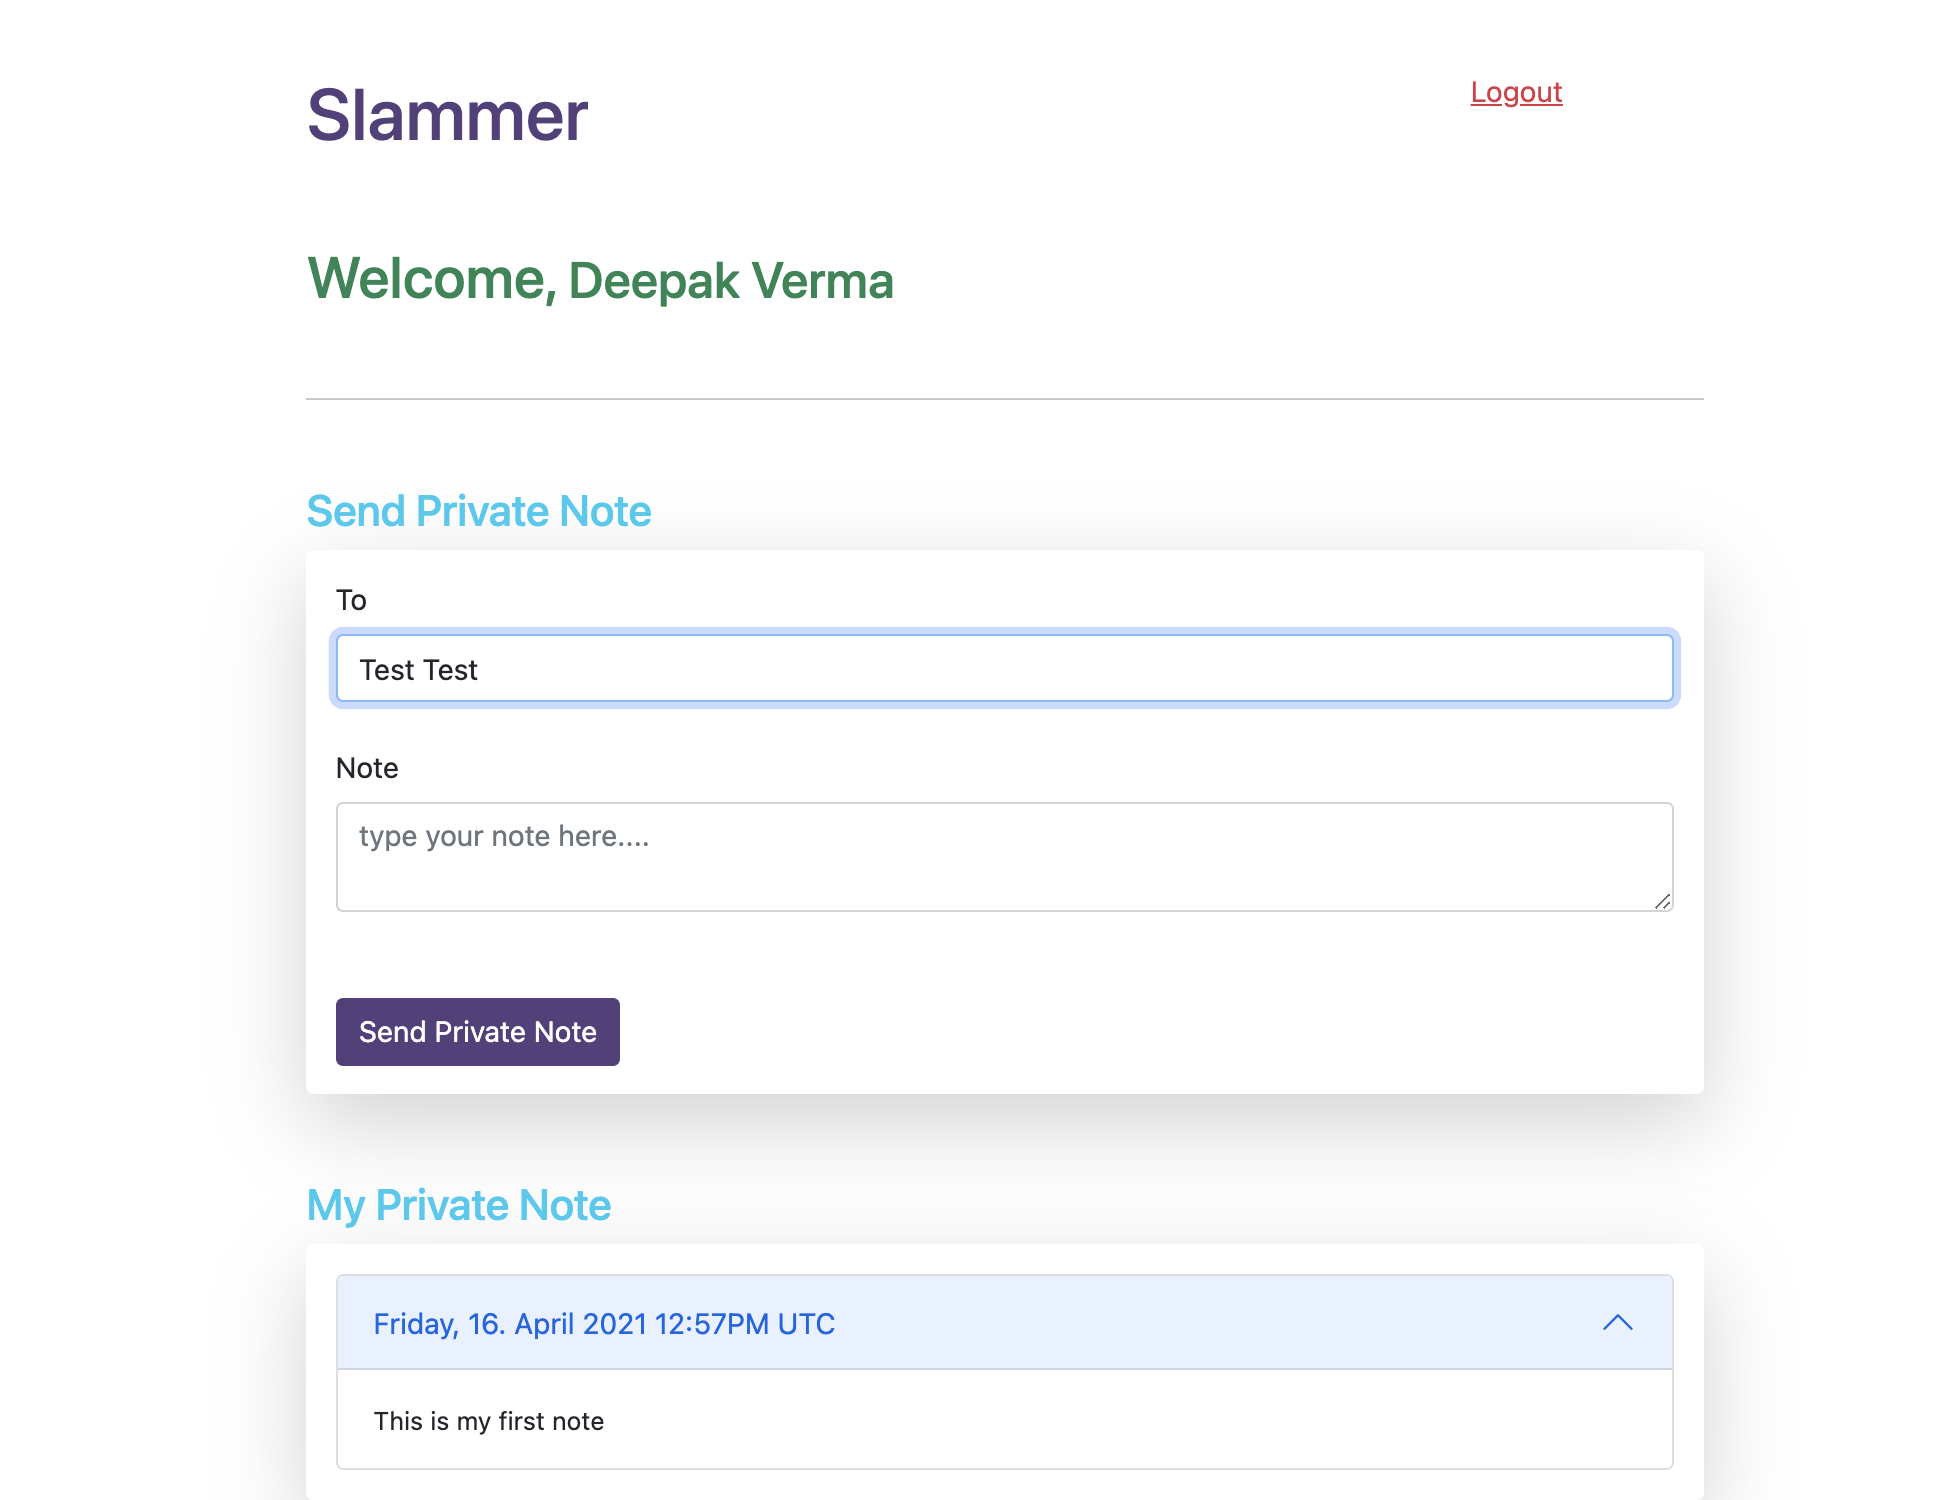 Slammer
Logout
Welcome, Deepak Verma
Send Private Note
To
Test Test
Note
type your note here....
Send Private Note
My Private Note
Friday, 16. April 2021 12:57PM UTC
This is my first note